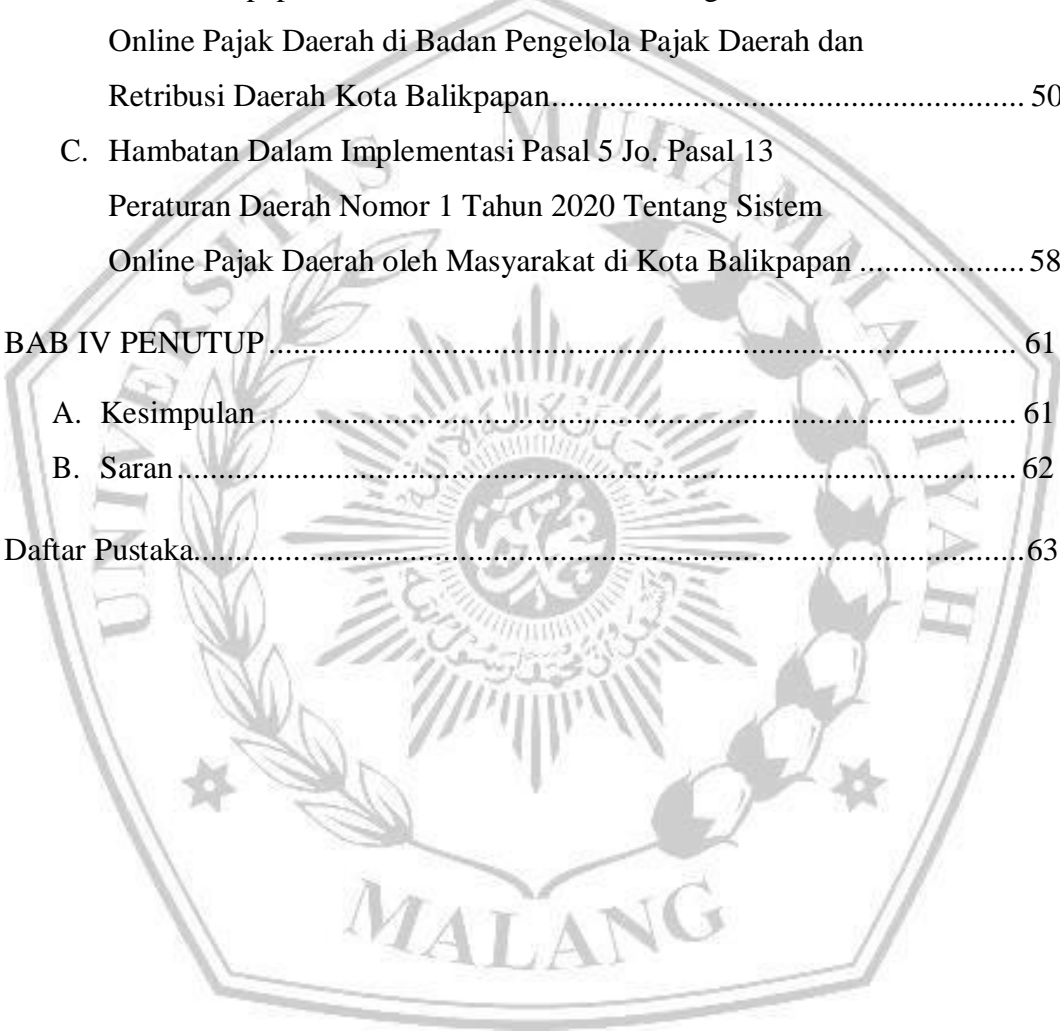 Online Pajak Daerah di Badan Pengelola Pajak Daerah dan
Retribusi Daerah Kota Balikpapan.......................................................... 50
C. Hambatan Dalam Implementasi Pasal 5 Jo. Pasal 13
Peraturan Daerah Nomor 1 Tahun 2020 Tentang Sistem
Online Pajak Daerah oleh Masyarakat di Kota Balikpapan .................... 58
BAB IV PENUTUP ........................................................................................... 61
A. Kesimpulan ............................................................................................ 61
B. Saran ...................................................................................................... 62
Daftar Pustaka.....................................................................................................63
UNIVERSITAS MUHAMMADIYAH
MALANG